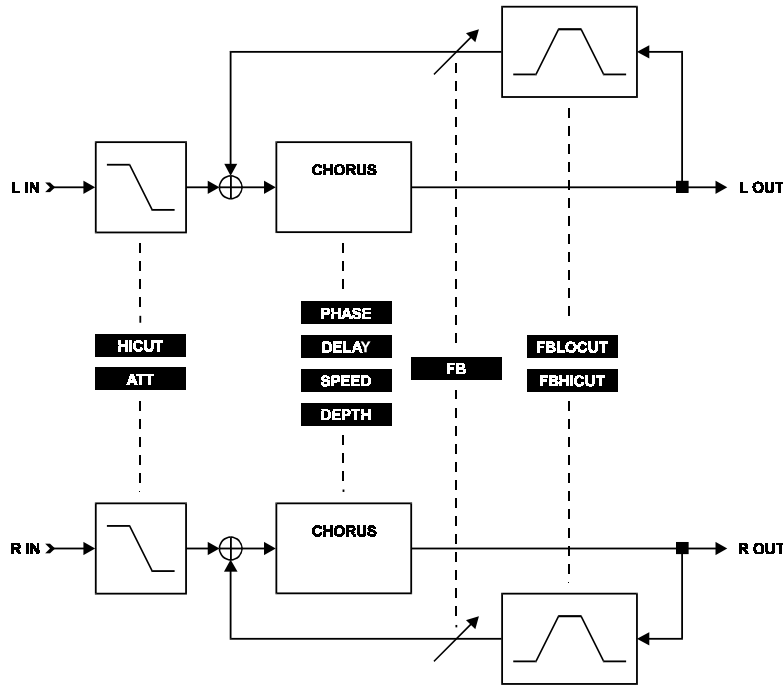 L IN
CHORUS
L OUT
PHASE
HICUT
DELAY
FBLOCUT
FB
ATT
SPEED
FBHICUT
DEPTH
R IN
CHORUS
R OUT